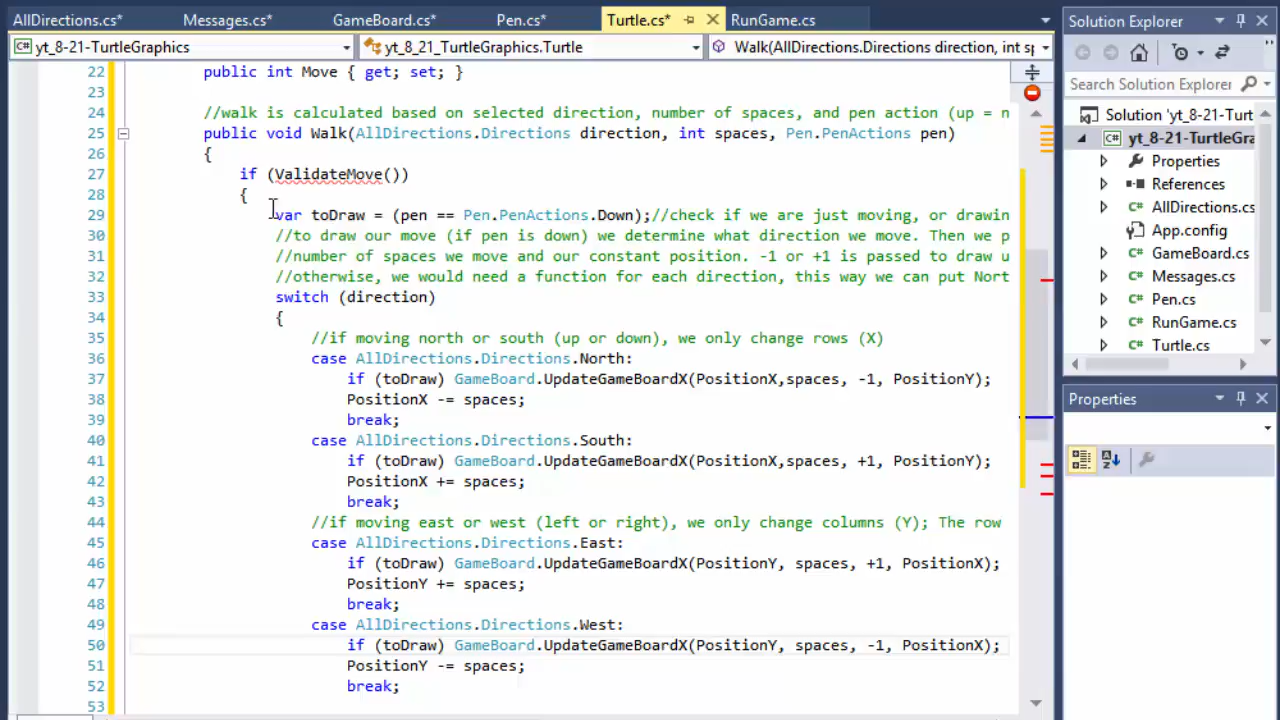 AllDirections.cs* Messages.cs* GameBoard.cs* Pen.cs* Turtle.cs* RunGame.cs
yt_8-21-TurtleGraphics yt_8_21_TurtleGraphics.Turtle Walk(AllDirections.Directions direction, int sp
22 public int Move { get; set; }
23
24 //walk is calculated based on selected direction, number of spaces, and pen action (up = n
25 public void Walk(AllDirections.Directions direction, int spaces, Pen.PenActions pen)
26 {
27 if (ValidateMove())
28 {
29 var toDraw = (pen == Pen.PenActions.Down);//check if we are just moving, or drawin
30 //to draw our move (if pen is down) we determine what direction we move. Then we p
31 //number of spaces we move and our constant position. -1 or +1 is passed to draw u
32 //otherwise, we would need a function for each direction, this way we can put Nort
33 switch (direction)
34 {
35 //if moving north or south (up or down), we only change rows (X)
36 case AllDirections.Directions.North:
37 if (toDraw) GameBoard.UpdateGameBoardX(PositionX,spaces, -1, PositionY);
38 PositionX -= spaces;
39 break;
40 case AllDirections.Directions.South:
41 if (toDraw) GameBoard.UpdateGameBoardX(PositionX,spaces, +1, PositionY);
42 PositionX += spaces;
43 break;
44 //if moving east or west (left or right), we only change columns (Y); The row
45 case AllDirections.Directions.East:
46 if (toDraw) GameBoard.UpdateGameBoardX(PositionY, spaces, +1, PositionX);
47 PositionY += spaces;
48 break;
49 case AllDirections.Directions.West:
50 if (toDraw) GameBoard.UpdateGameBoardX(PositionY, spaces, -1, PositionX);
51 PositionY -= spaces;
52 break;
53
Solution Explorer
Search Solution Explorer
Solution 'yt_8-21-Turt
yt_8-21-TurtleGra
Properties
References
AllDirections.cs
App.config
GameBoard.cs
Messages.cs
Pen.cs
RunGame.cs
Turtle.cs
Properties